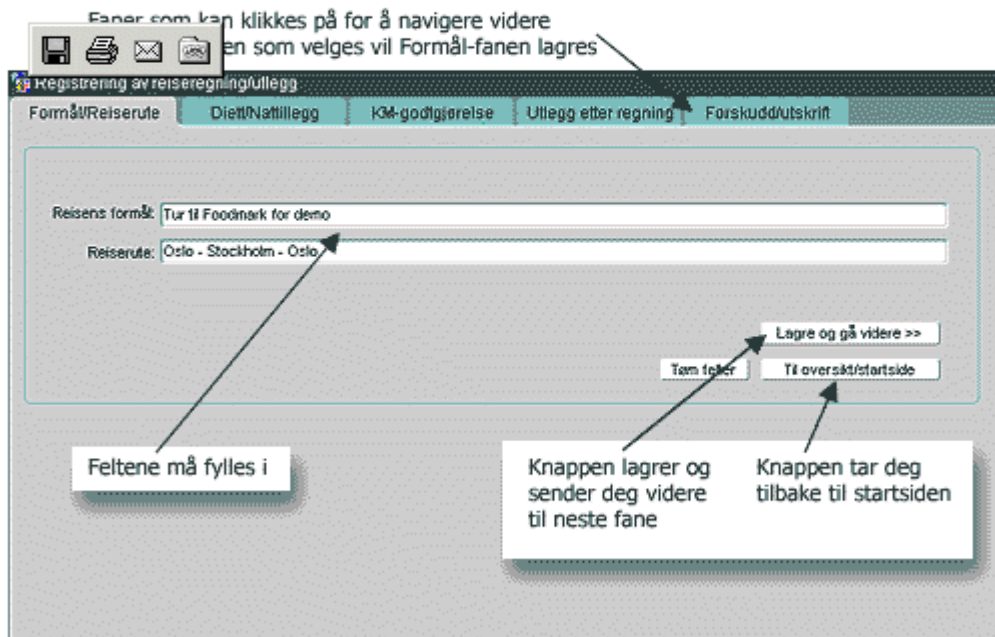 Faner som kan klikkes på for å navigere videre
en som velges vil Formål-fanen lagres
Registrering av reiseregning/utlegg
Formål/Reiserute Diett/Nattillegg KM-godtgjørelse Utlegg etter regning Forskudd/utskrift
Reisens formål: Tur til Foodmark for demo
Reiserute: Oslo - Stockholm - Oslo
Lagre og gå videre >>
Tøm felter Til oversikt/startside
Feltene må fylles i
Knappen lagrer og
sender deg videre
til neste fane
Knappen tar deg
tilbake til startsiden